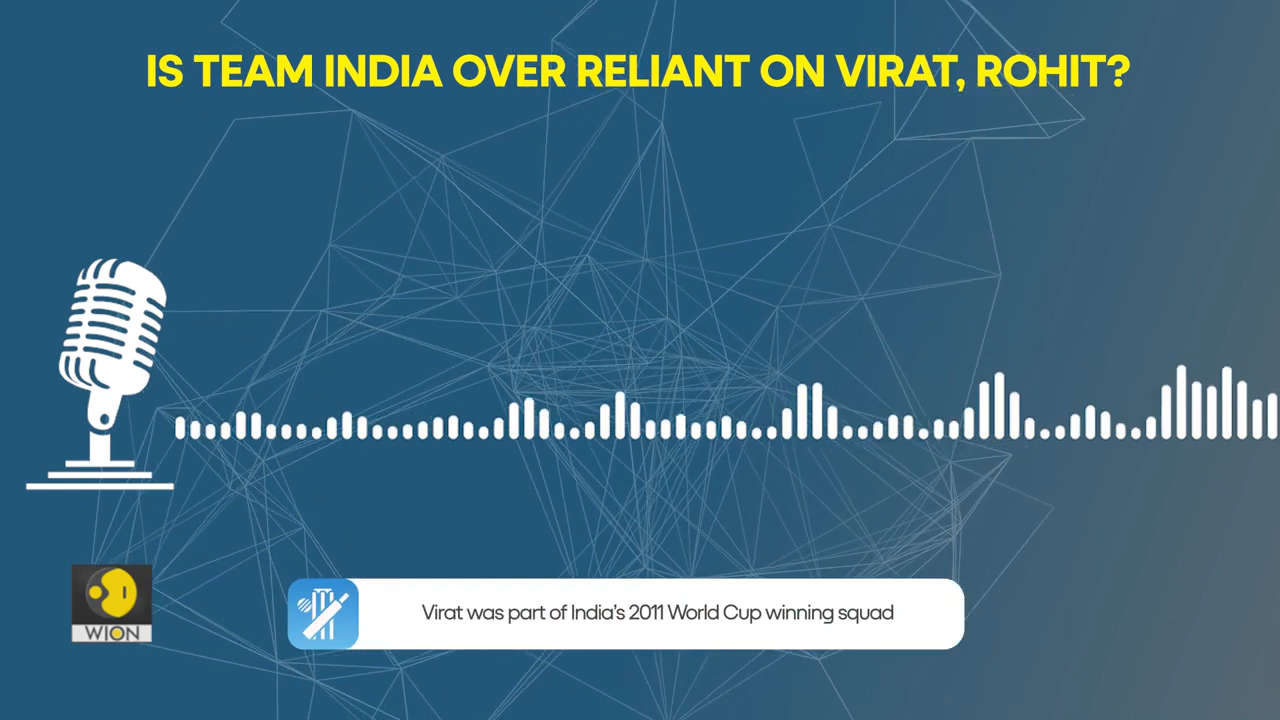 IS TEAM INDIA OVER RELIANT ON VIRAT, ROHIT?
WION
Virat was part of India's 2011 World Cup winning squad